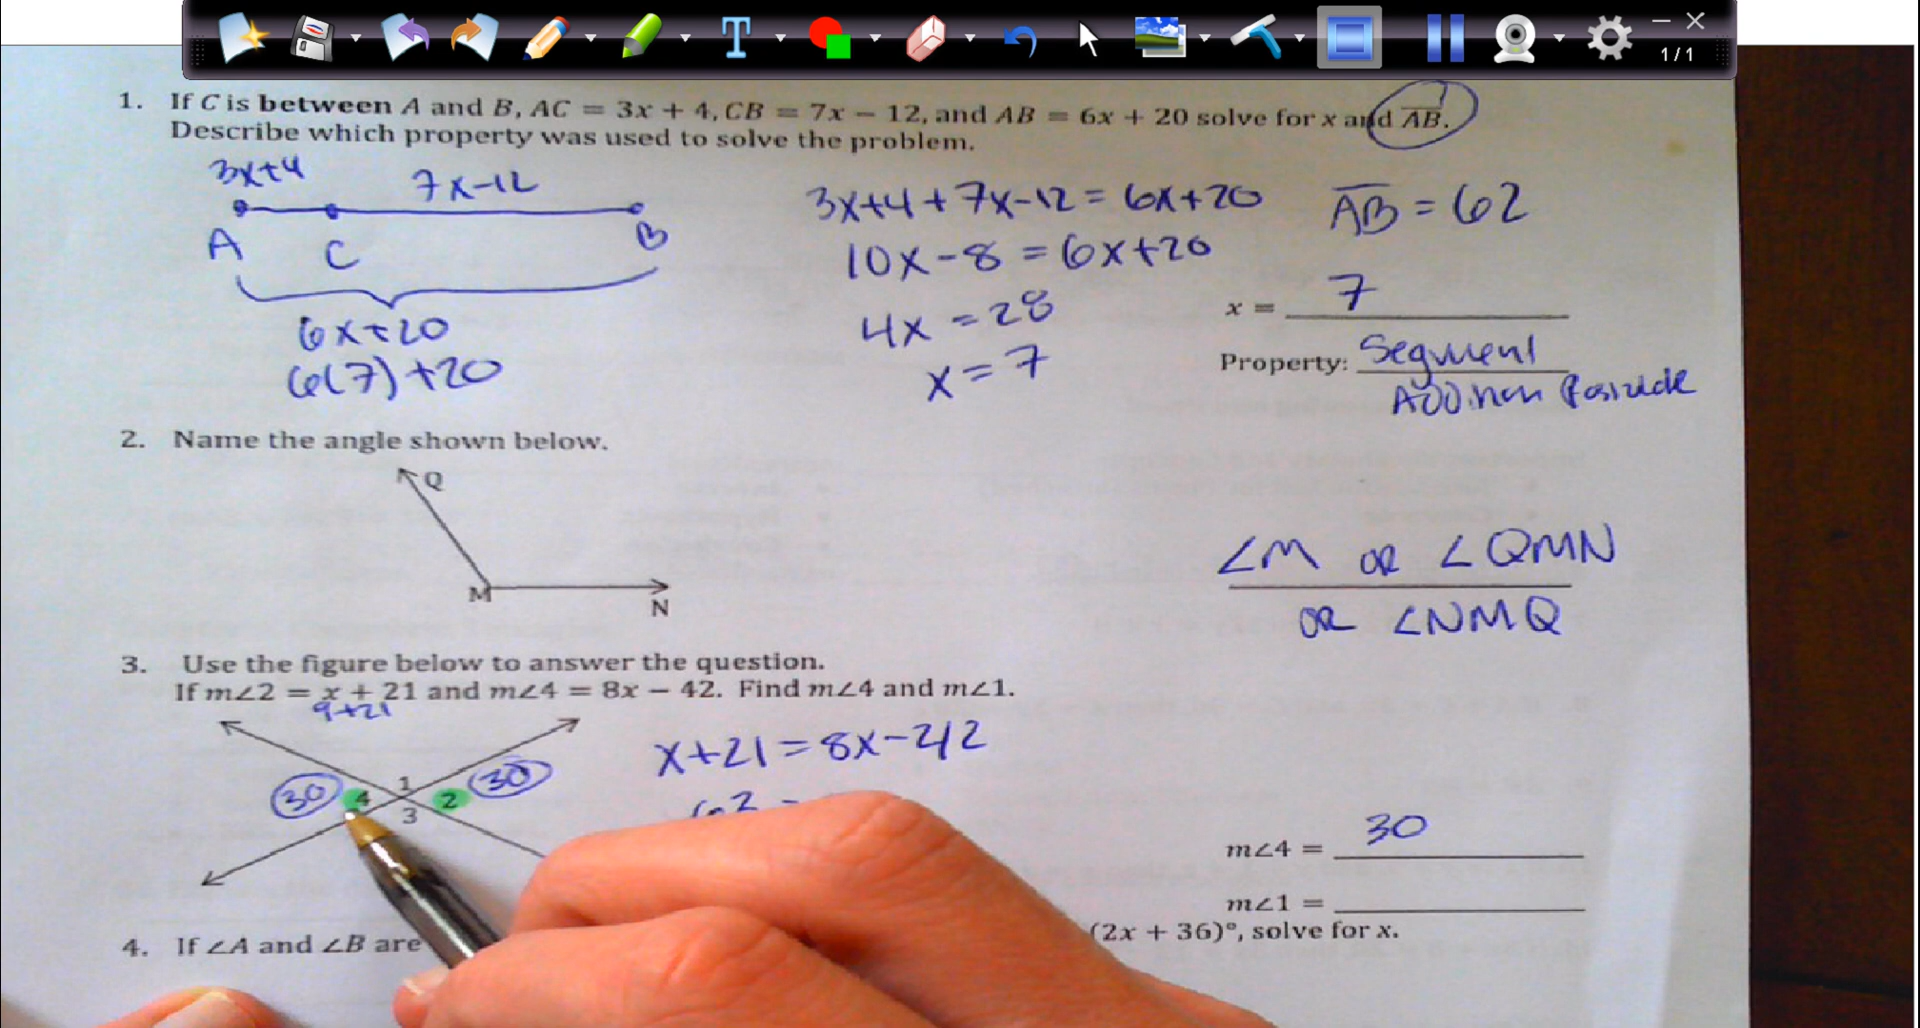 1/1
1. If C is between A and B, AC = 3x + 4, CB = 7x − 12, and AB = 6x + 20 solve for x and A̅B̅.
Describe which property was used to solve the problem.
3x+4
7x-12
A C B
6x+20
6(7)+20
3x+4+7x-12=6x+20
10x-8=6x+20
4x=28
x=7
A̅B̅=62
x = 7
Property: Segment
Addition
2. Name the angle shown below.
Q
M
N
∠M OR ∠QMN
OR ∠NMQ
3. Use the figure below to answer the question.
If m∠2 = x + 21 and m∠4 = 8x − 42. Find m∠4 and m∠1.
9+21
30 4 1 2 30
3
x+21=8x-42
m∠4 = 30
m∠1 =
4. If ∠A and ∠B are (2x + 36)°, solve for x.